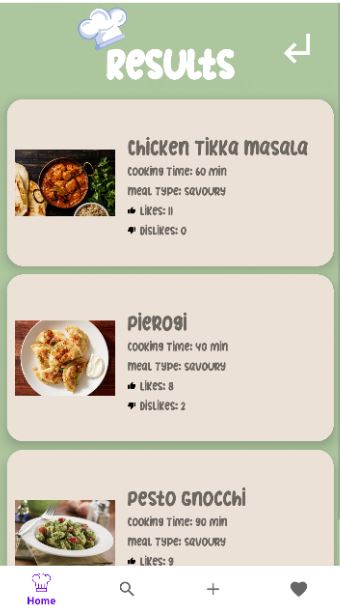 Results
Chicken Tikka Masala
Cooking Time: 60 min
Meal Type: Savoury
Likes: 11
Dislikes: 0
Pierogi
Cooking Time: 40 min
Meal Type: Savoury
Likes: 8
Dislikes: 2
Pesto Gnocchi
Cooking Time: 90 min
Meal Type: Savoury
Likes: 9
Home